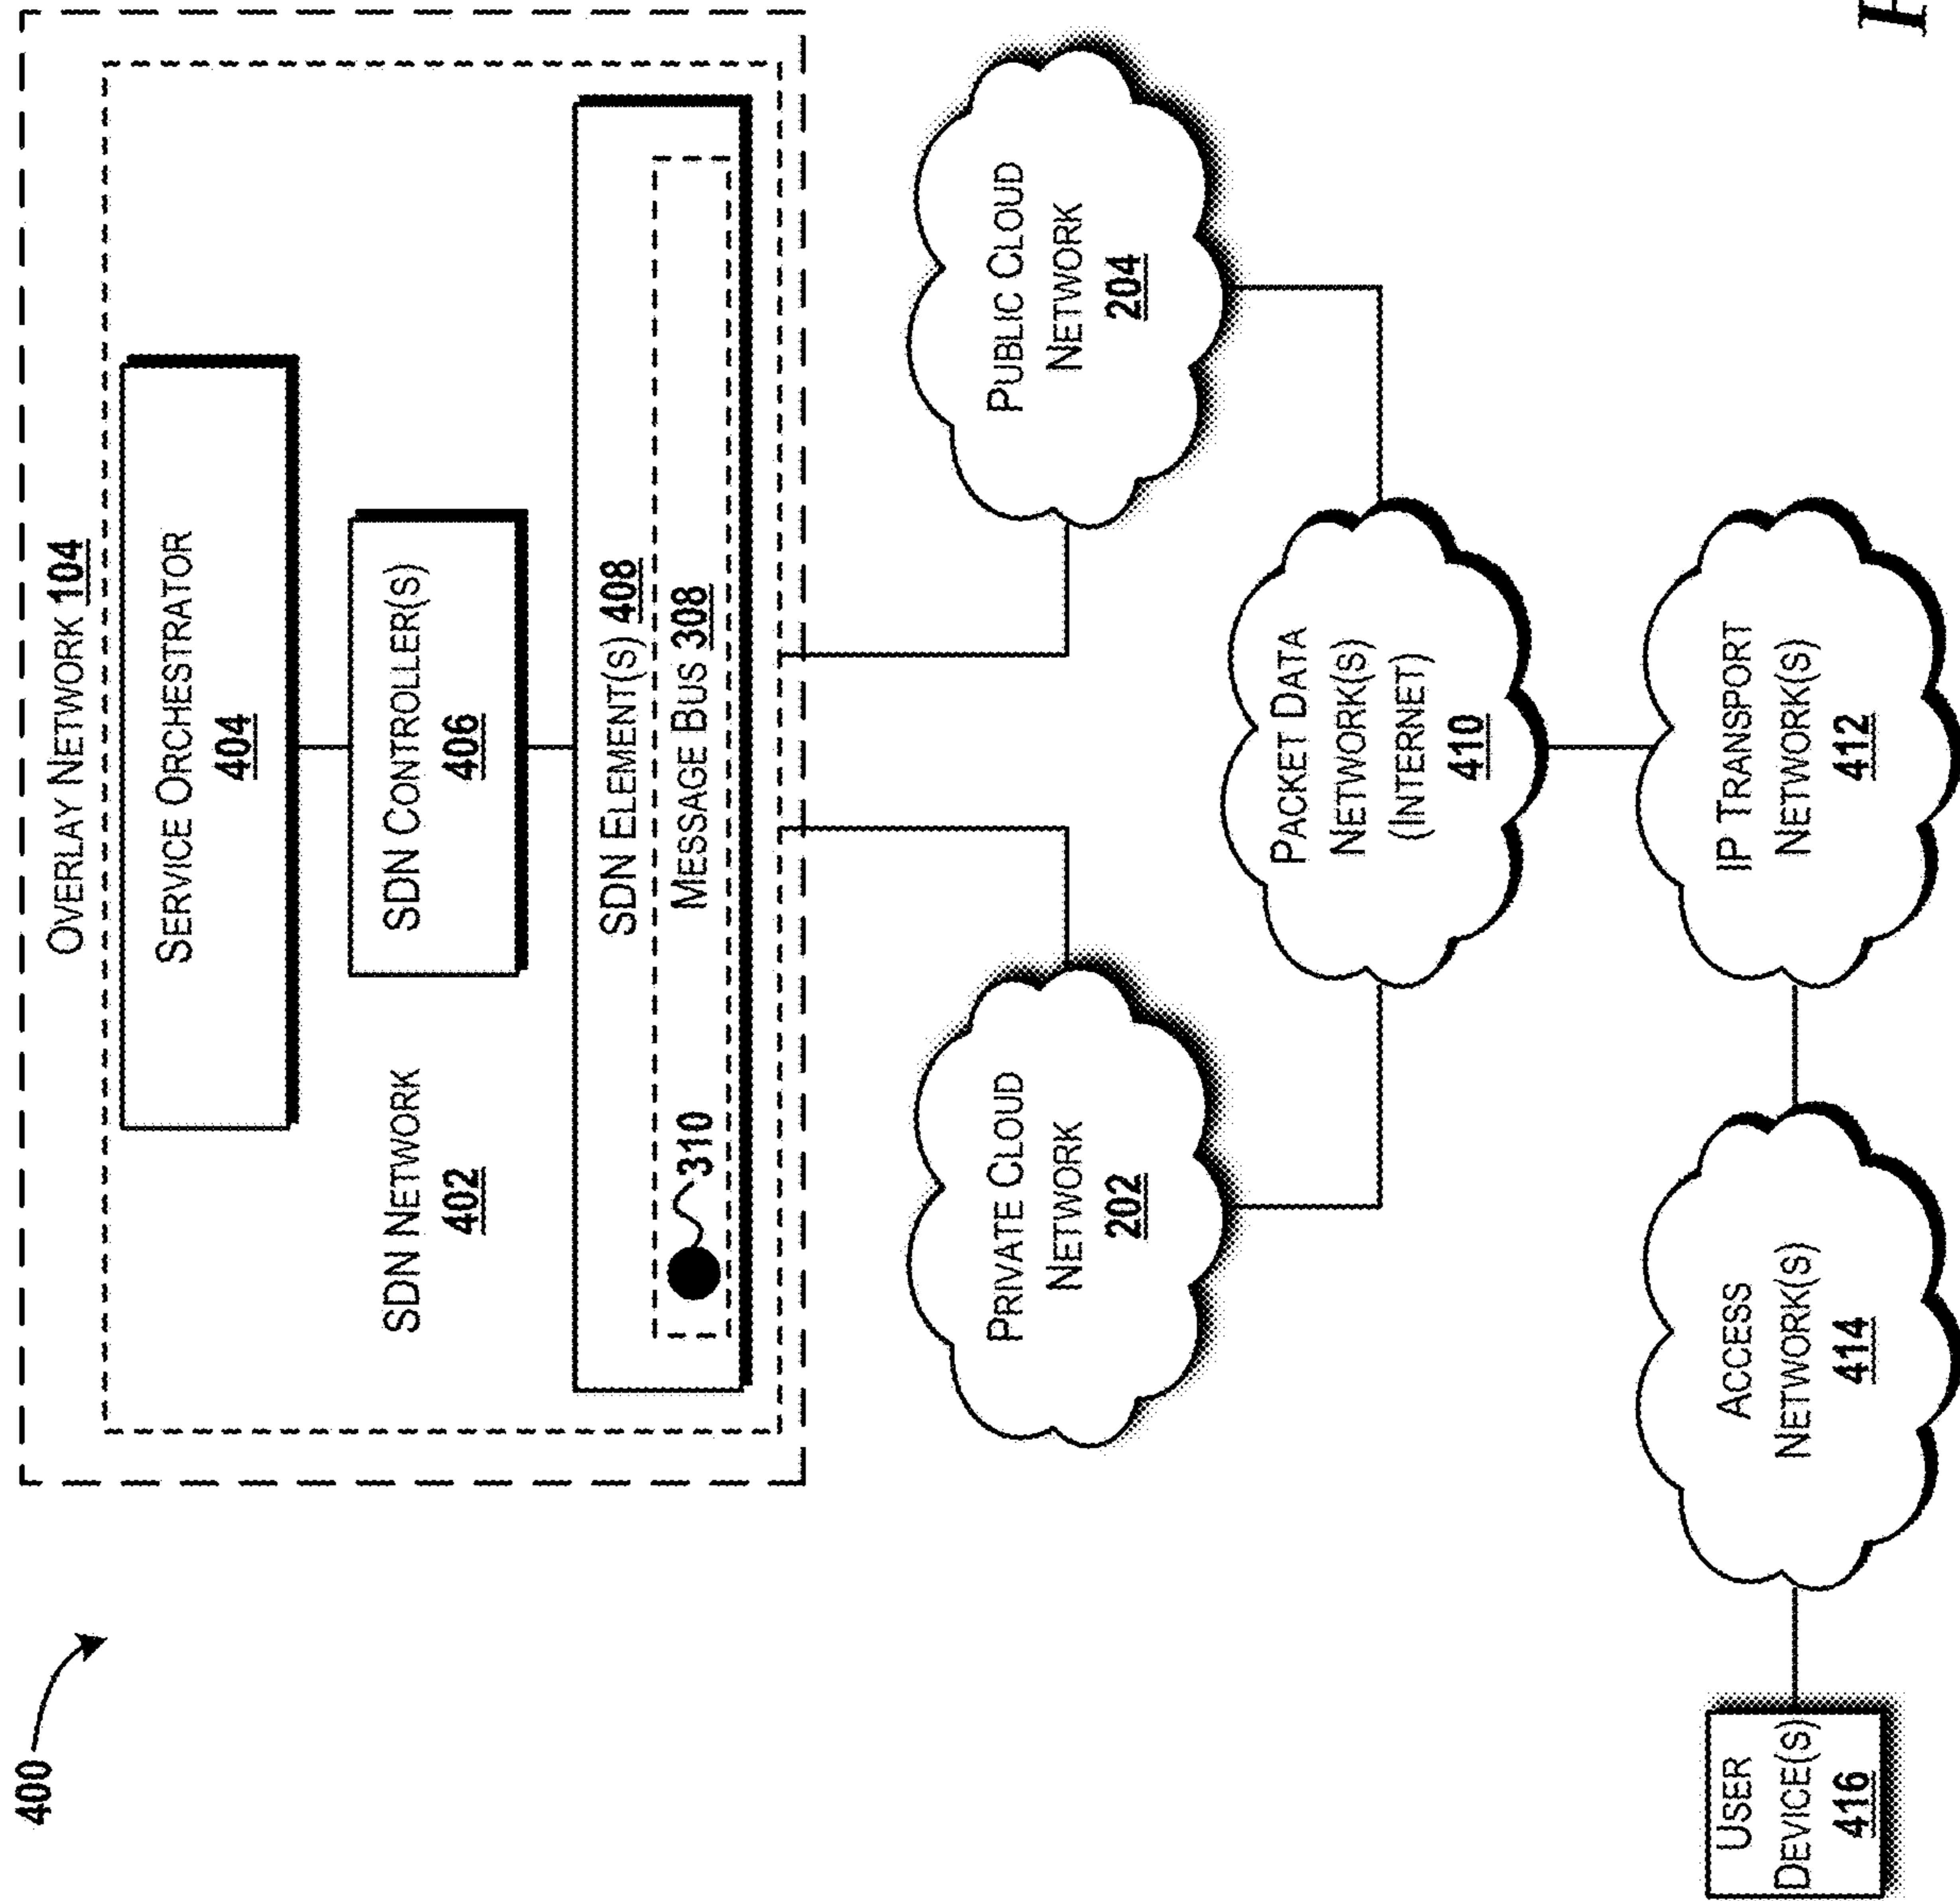 400
OVERLAY NETWORK 104
SERVICE ORCHESTRATOR
404
SDN NETWORK
402
SDN CONTROLLER(S)
406
SDN ELEMENT(S) 408
MESSAGE BUS 308
310
PRIVATE CLOUD
NETWORK
202
PUBLIC CLOUD
NETWORK
204
PACKET DATA
NETWORK(S)
(INTERNET)
410
USER
DEVICE(S)
416
ACCESS
NETWORK(S)
414
IP TRANSPORT
NETWORK(S)
412